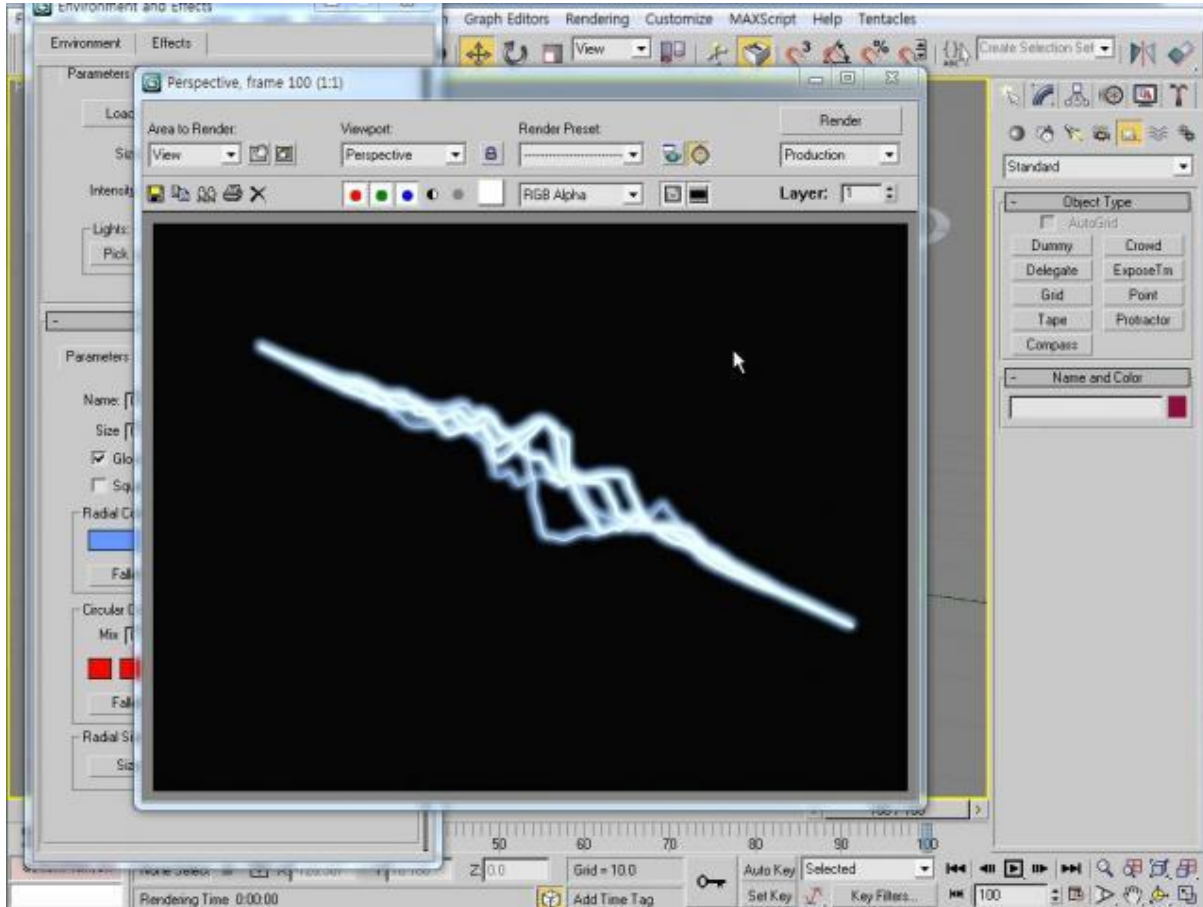 Environment and Effects
Graph Editors Rendering Customize MAXScript Help Tentacles
Environment Effects
View
Create Selection Set
Parameters
Perspective, frame 100 (1:1)
Area to Render:
Viewport:
Render Preset:
Render
View
Perspective
Production
RGB Alpha
Layer: 1
Intensity
Lights:
Pick
Parameters
Name:
Size
Radial
Mix
Radial
Standard
Object Type
AutoGrid
Dummy Crowd
Delegate ExposeTm
Grid Point
Tape Protractor
Compass
Name and Color
50 60 70 80 90 100
Z: 0.0
Grid = 10.0
Auto Key Selected
Rendering Time 0:00:00
Add Time Tag
Set Key
Key Filters...
100